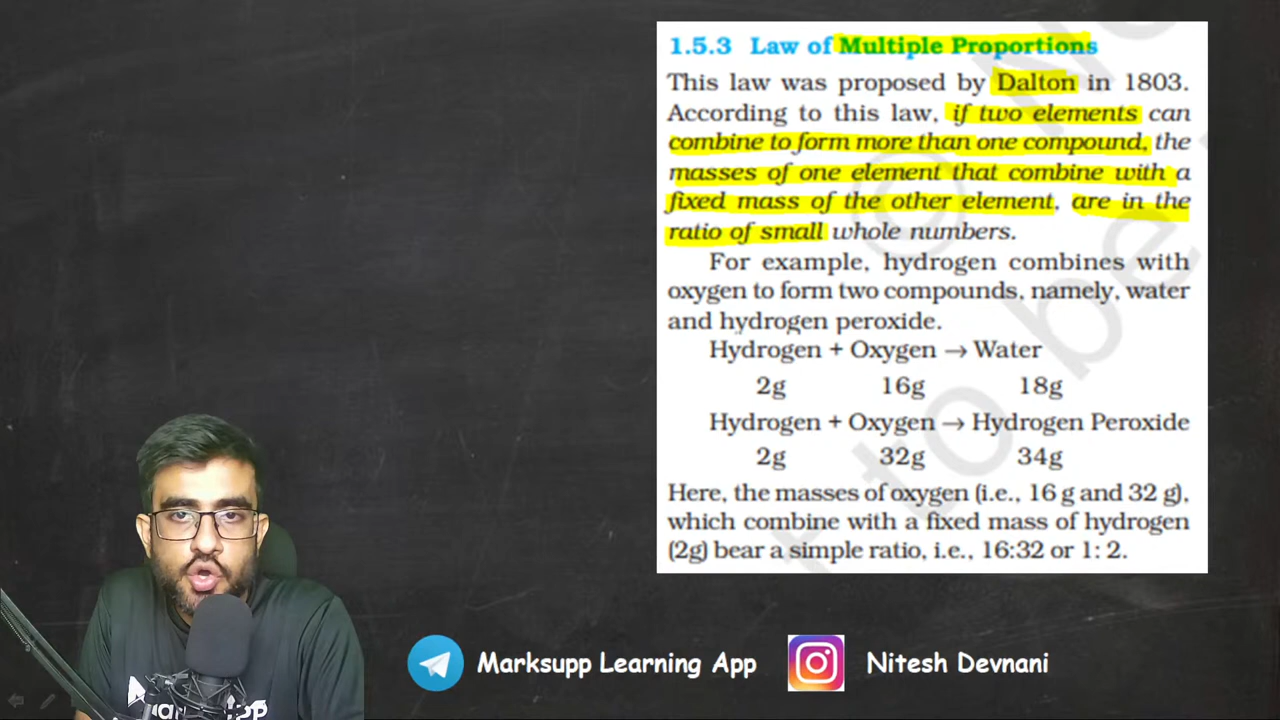 1.5.3 Law of Multiple Proportions
This law was proposed by Dalton in 1803.
According to this law, if two elements can
combine to form more than one compound, the
masses of one element that combine with a
fixed mass of the other element, are in the
ratio of small whole numbers.
For example, hydrogen combines with
oxygen to form two compounds, namely, water
and hydrogen peroxide.
Hydrogen + Oxygen → Water
2g 16g 18g
Hydrogen + Oxygen → Hydrogen Peroxide
2g 32g 34g
Here, the masses of oxygen (i.e., 16 g and 32 g),
which combine with a fixed mass of hydrogen
(2g) bear a simple ratio, i.e., 16:32 or 1: 2.
to be
Marksupp Learning App
Nitesh Devnani